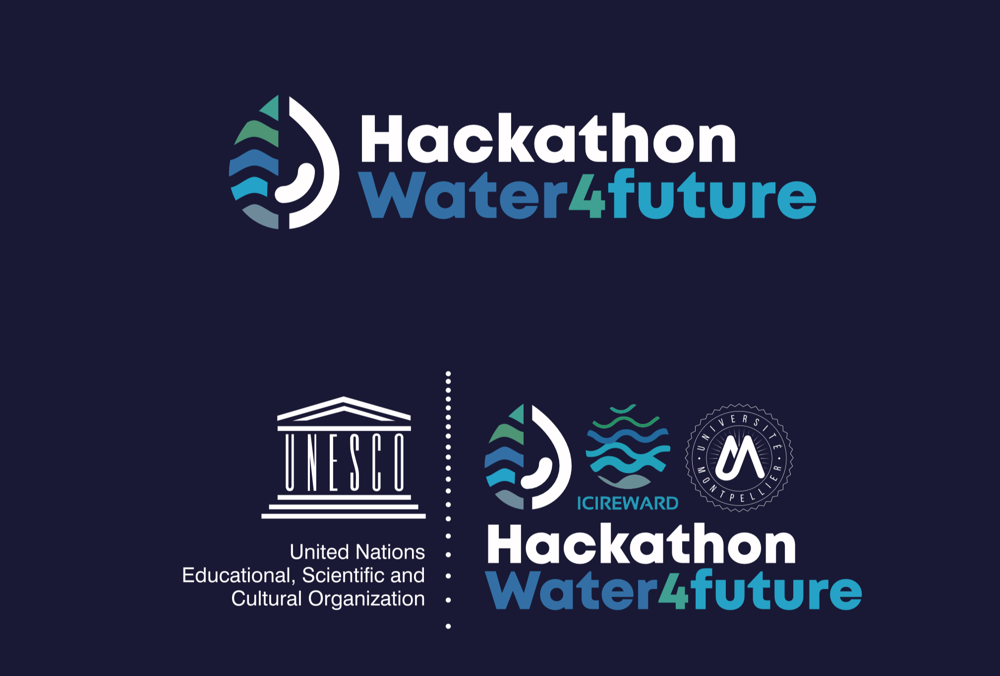 Hackathon
Water4future
UNESCO
United Nations
Educational, Scientific and
Cultural Organization
ICIREWARD
UNIVERSITÉ
MONTPELLIER
Hackathon
Water4future